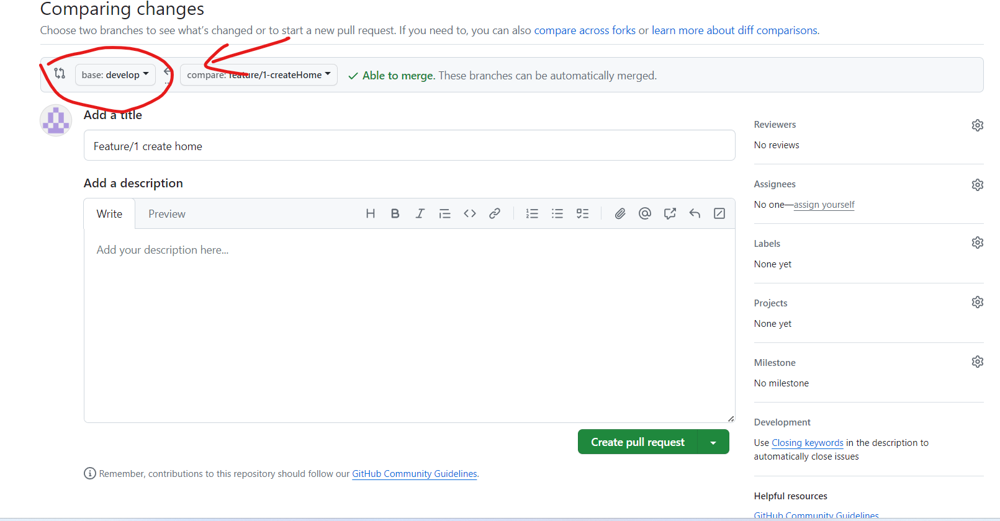 Comparing changes
Choose two branches to see what's changed or to start a new pull request. If you need to, you can also compare across forks or learn more about diff comparisons.
base: develop compare: feature/1-createHome Able to merge. These branches can be automatically merged.
Add a title
Feature/1 create home
Add a description
Write Preview
Add your description here...
Create pull request
Remember, contributions to this repository should follow our GitHub Community Guidelines.
Reviewers
No reviews
Assignees
No one—assign yourself
Labels
None yet
Projects
None yet
Milestone
No milestone
Development
Use Closing keywords in the description to
automatically close issues
Helpful resources
GitHub Community Guidelines